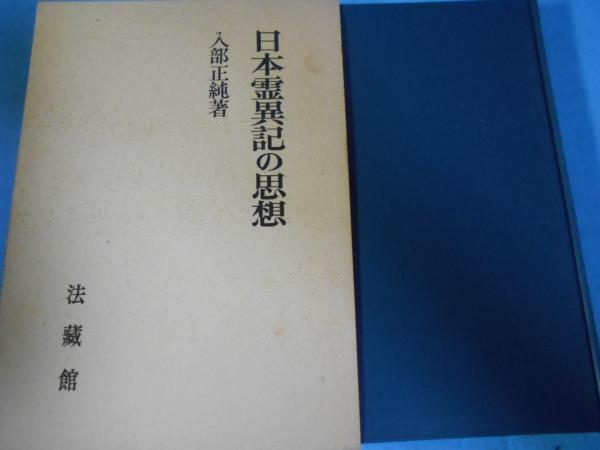 日本霊異記の思想
入部正純著
法藏館